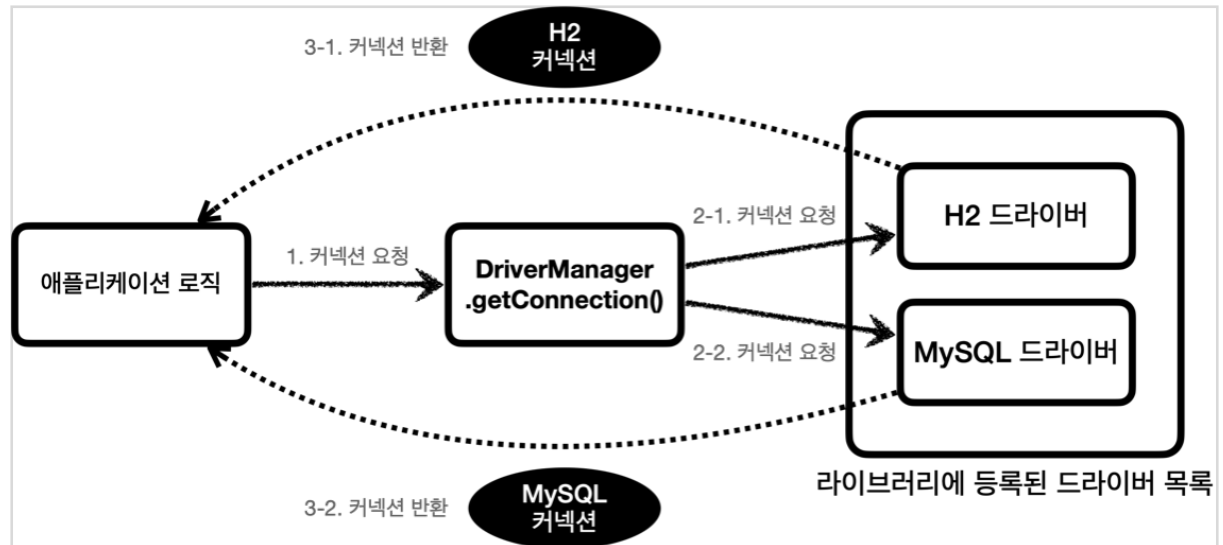 H2
커넥션
3-1. 커넥션 반환
H2 드라이버
2-1. 커넥션 요청
1. 커넥션 요청
애플리케이션 로직
DriverManager
.getConnection()
2-2. 커넥션 요청
MySQL 드라이버
라이브러리에 등록된 드라이버 목록
3-2. 커넥션 반환
MySQL
커넥션